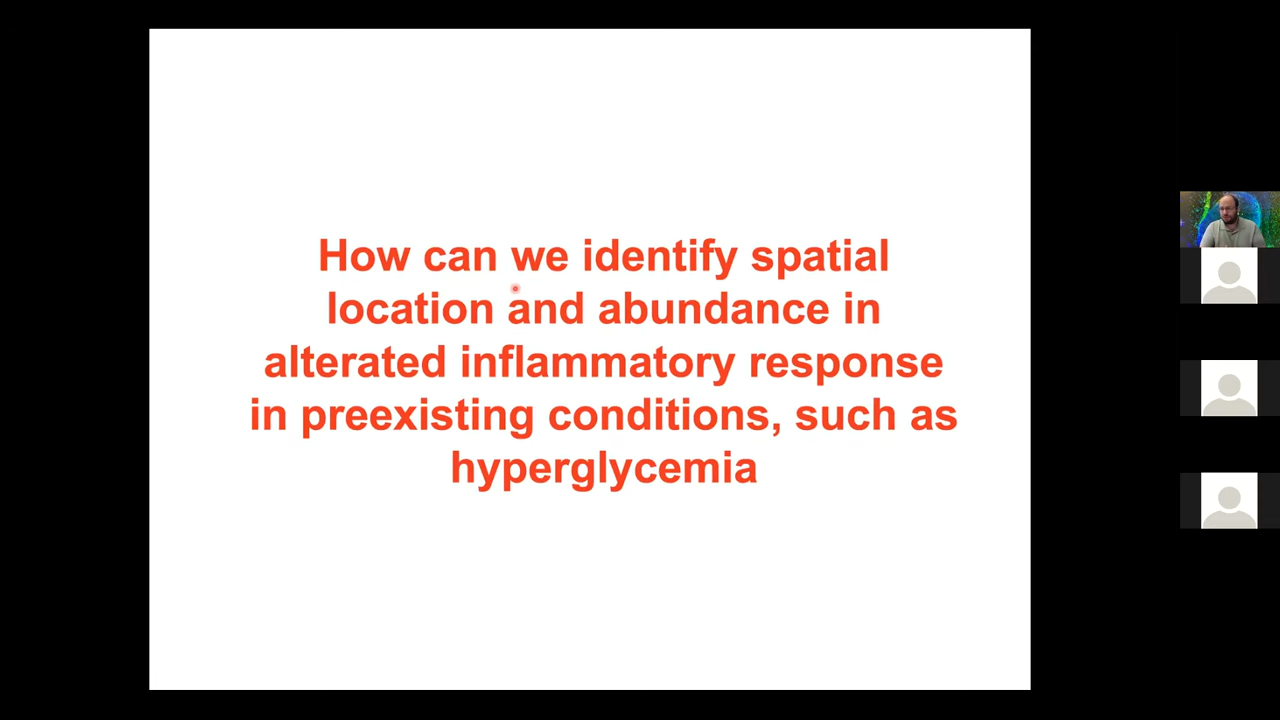 How can we identify spatial
location and abundance in
alterated inflammatory response
in preexisting conditions, such as
hyperglycemia